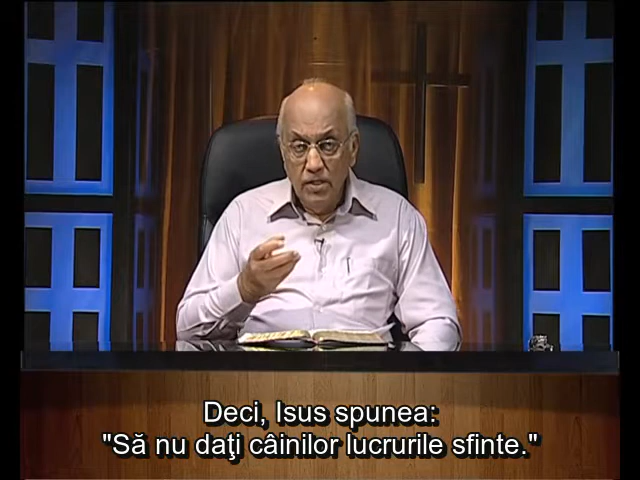 Deci, Isus spunea:
"Să nu daţi câinilor lucrurile sfinte."